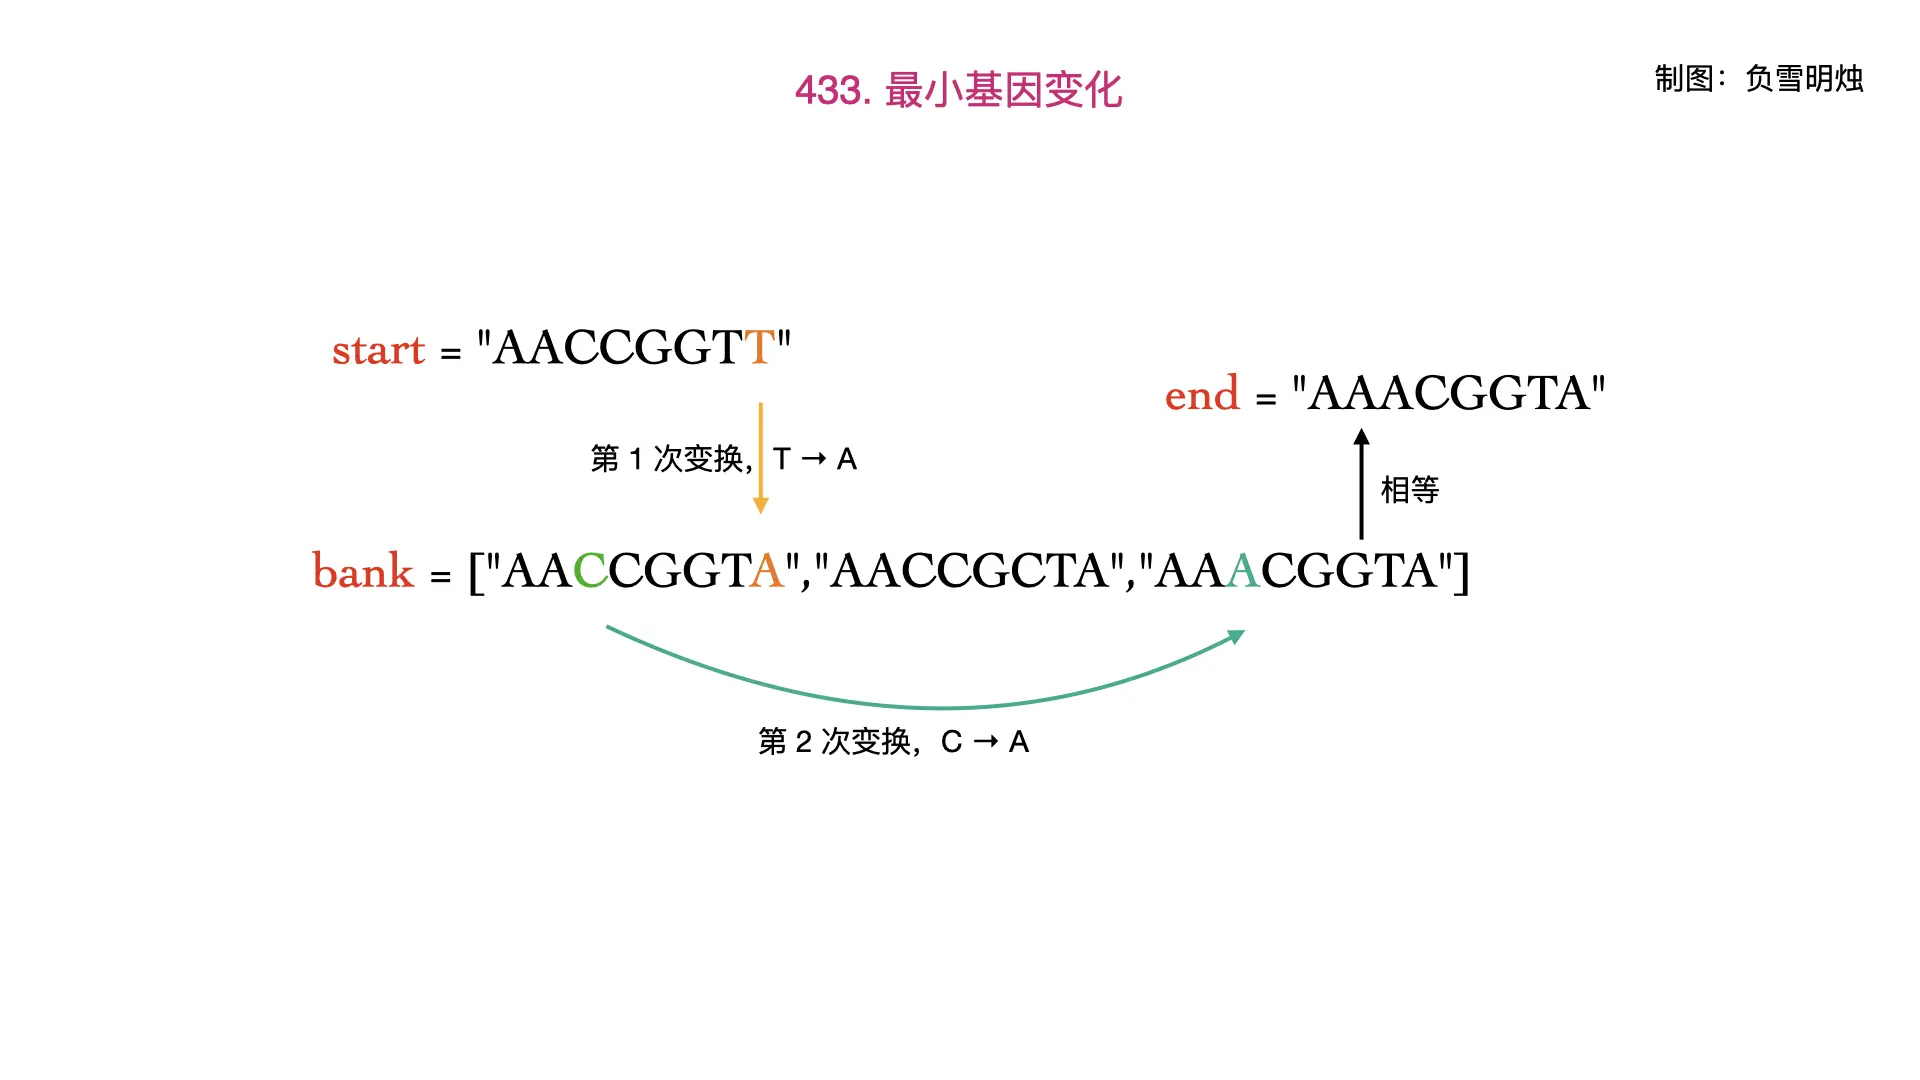 433. 最小基因变化
制图：负雪明烛
start = "AACCGGTT"
end = "AAACGGTA"
第 1 次变换，T → A
相等
bank = ["AACCGGTA","AACCGCTA","AAACGGTA"]
第 2 次变换，C → A